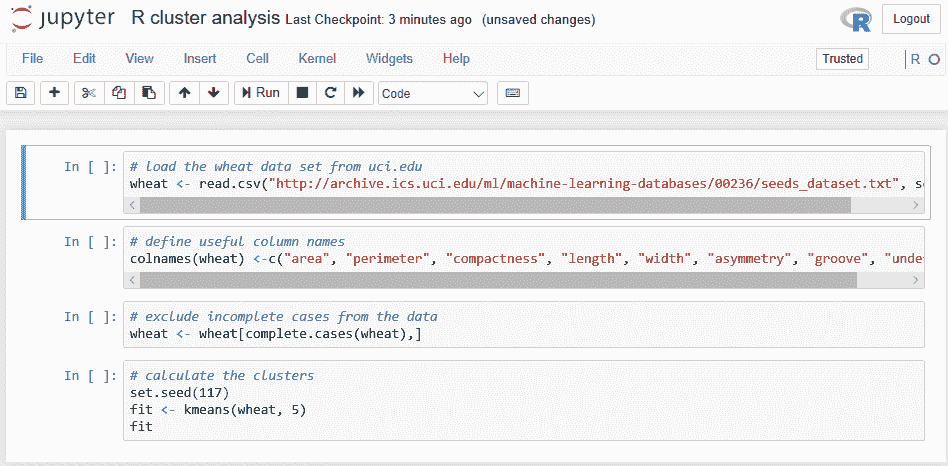 jupyter R cluster analysis Last Checkpoint: 3 minutes ago (unsaved changes) R Logout
File Edit View Insert Cell Kernel Widgets Help Trusted R
Run Code
In [ ]: # load the wheat data set from uci.edu
wheat <- read.csv("http://archive.ics.uci.edu/ml/machine-learning-databases/00236/seeds_dataset.txt", s
In [ ]: # define useful column names
colnames(wheat) <-c("area", "perimeter", "compactness", "length", "width", "asymmetry", "groove", "unde
In [ ]: # exclude incomplete cases from the data
wheat <- wheat[complete.cases(wheat),]
In [ ]: # calculate the clusters
set.seed(117)
fit <- kmeans(wheat, 5)
fit